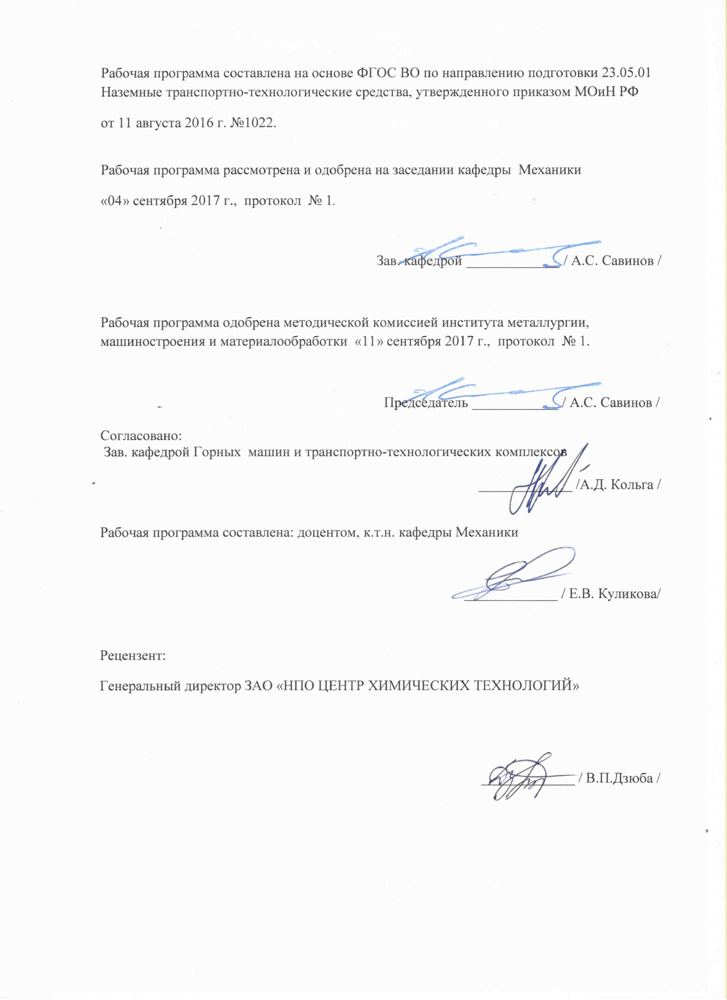 Рабочая программа составлена на основе ФГОС ВО по направлению подготовки 23.05.01
Наземные транспортно-технологические средства, утвержденного приказом МОиН РФ
от 11 августа 2016 г. №1022.
Рабочая программа рассмотрена и одобрена на заседании кафедры Механики
«04» сентября 2017 г., протокол № 1.
Зав. кафедрой _____________ / А.С. Савинов /
Рабочая программа одобрена методической комиссией института металлургии,
машиностроения и материалообработки «11» сентября 2017 г., протокол № 1.
Председатель ____________ / А.С. Савинов /
Согласовано:
Зав. кафедрой Горных машин и транспортно-технологических комплексов
_____________ /А.Д. Кольга /
Рабочая программа составлена: доцентом, к.т.н. кафедры Механики
_____________ / Е.В. Куликова/
Рецензент:
Генеральный директор ЗАО «НПО ЦЕНТР ХИМИЧЕСКИХ ТЕХНОЛОГИЙ»
_____________ / В.П.Дзюба /